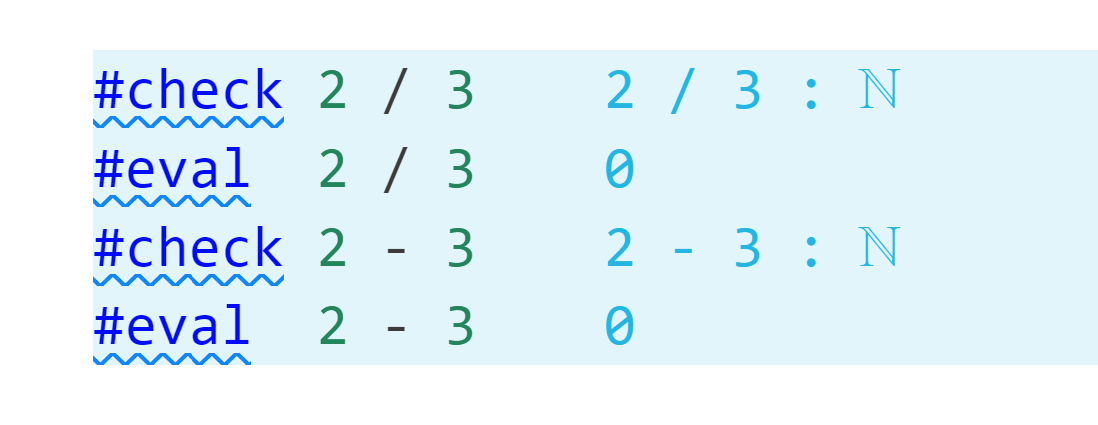 #check 2 / 3    2 / 3 : ℕ
#eval  2 / 3    0
#check 2 - 3    2 - 3 : ℕ
#eval  2 - 3    0